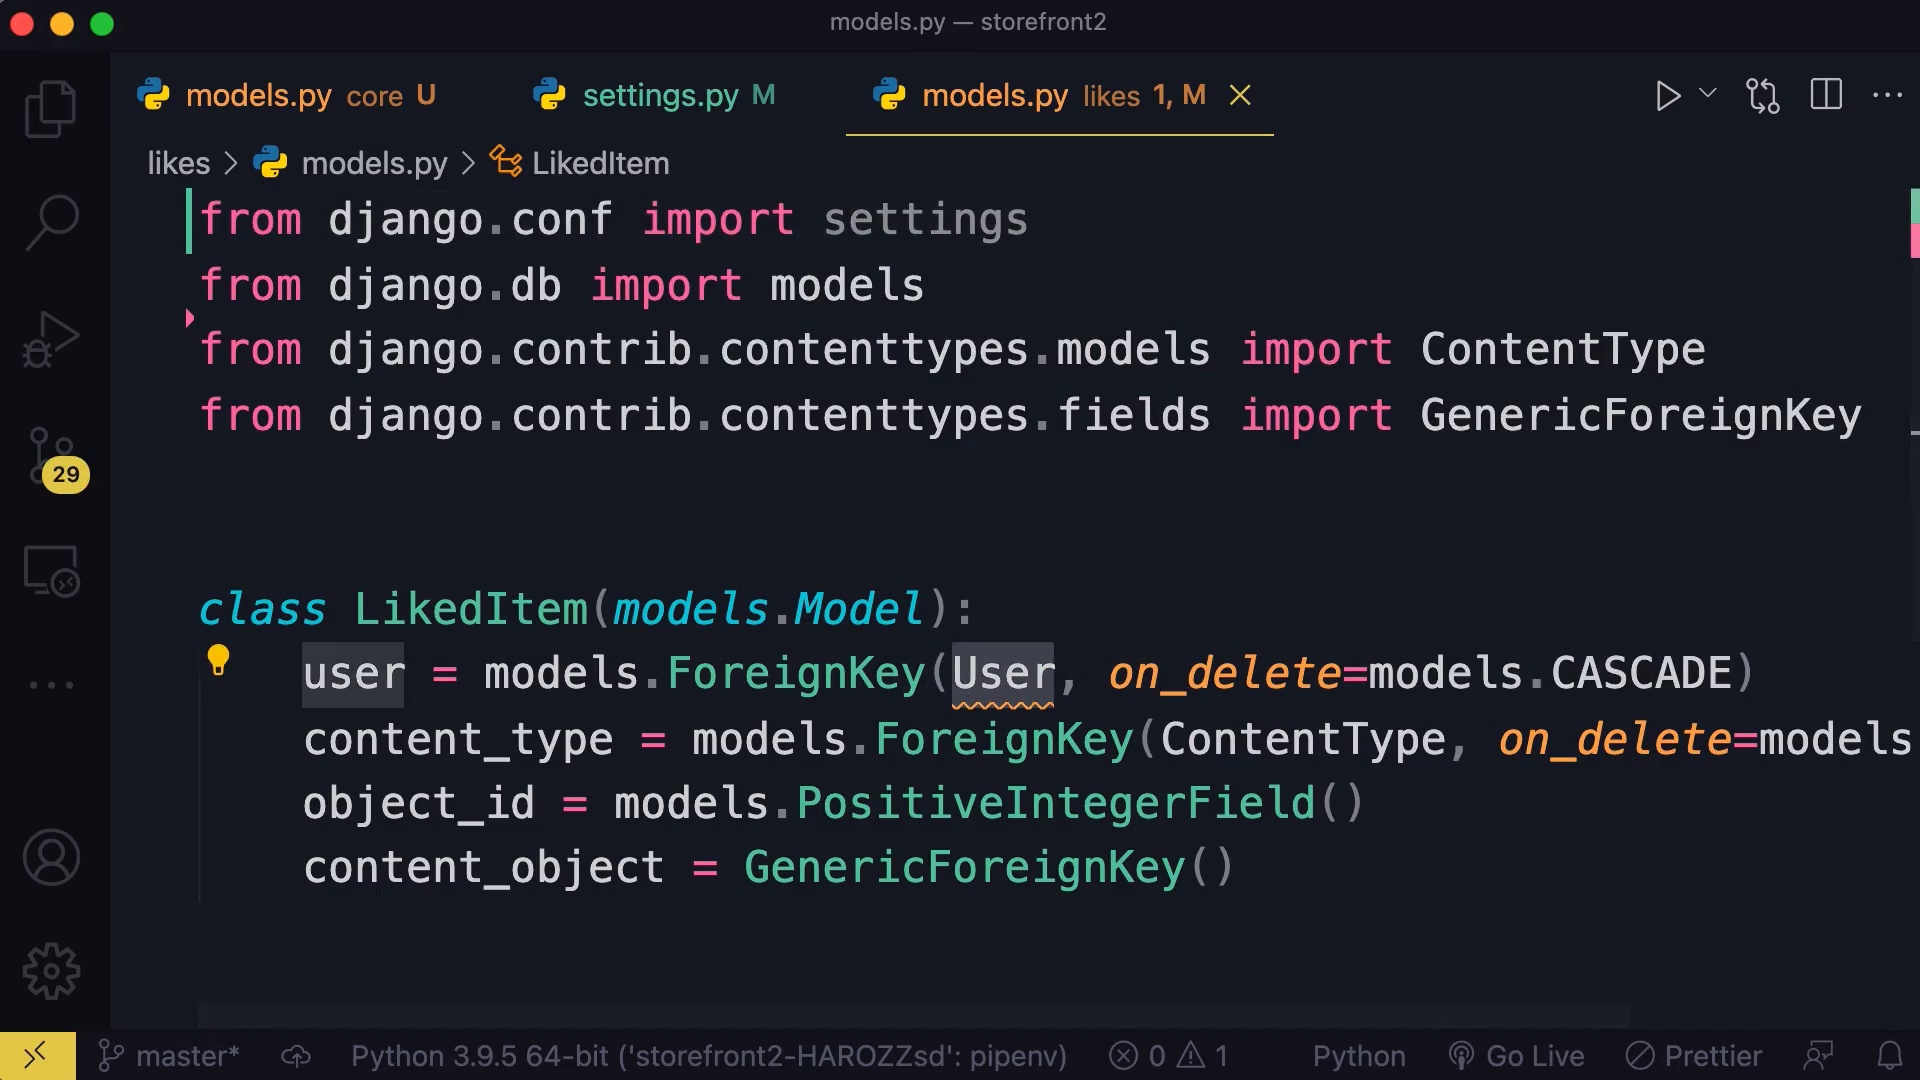 models.py — storefront2
models.py core U settings.py M models.py likes 1, M
likes > models.py > LikedItem
from django.conf import settings
from django.db import models
from django.contrib.contenttypes.models import ContentType
from django.contrib.contenttypes.fields import GenericForeignKey
class LikedItem(models.Model):
    user = models.ForeignKey(User, on_delete=models.CASCADE)
    content_type = models.ForeignKey(ContentType, on_delete=models
    object_id = models.PositiveIntegerField()
    content_object = GenericForeignKey()
29
master* Python 3.9.5 64-bit ('storefront2-HAROZZsd': pipenv) 0 1 Python Go Live Prettier